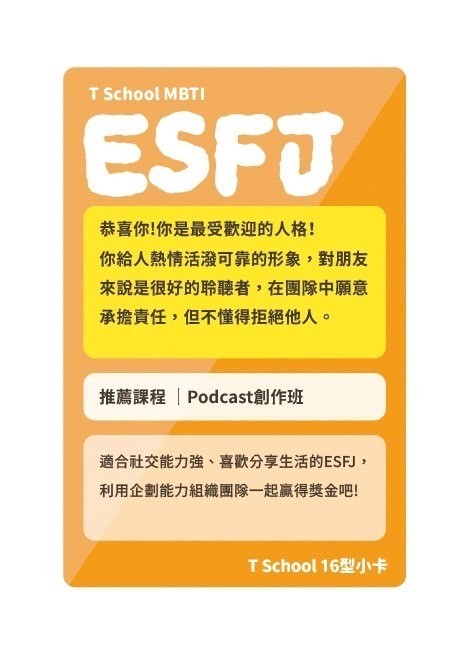 T School MBTI
ESFJ
恭喜你!你是最受歡迎的人格!
你給人熱情活潑可靠的形象，對朋友
來說是很好的聆聽者，在團隊中願意
承擔責任，但不懂得拒絕他人。
推薦課程｜Podcast創作班
適合社交能力強、喜歡分享生活的ESFJ，
利用企劃能力組織團隊一起贏得獎金吧!
T School 16型小卡